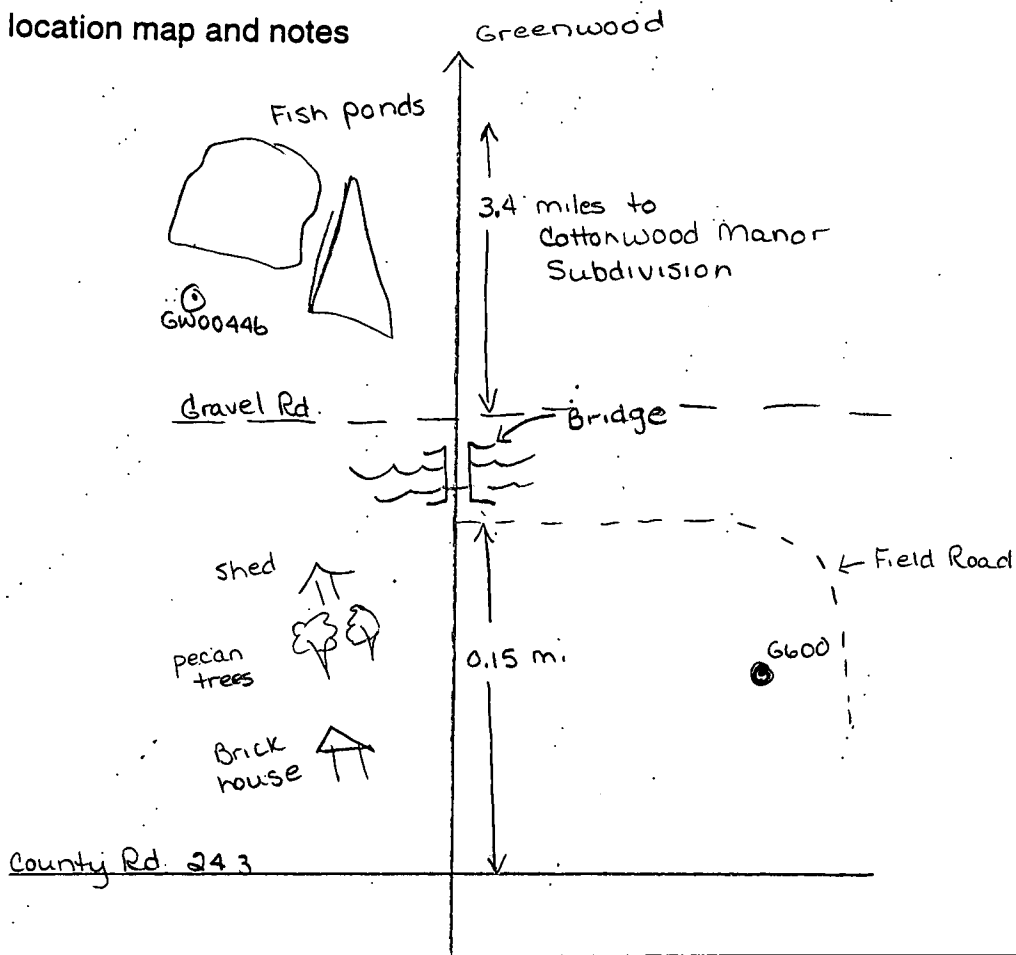 location map and notes
Greenwood
Fish ponds
3.4 miles to
Cottonwood Manor
Subdivision
GW00446
Gravel Rd.
Bridge
Shed
Field Road
pecan
trees
0.15 mi.
G600
Brick
house
County Rd. 243